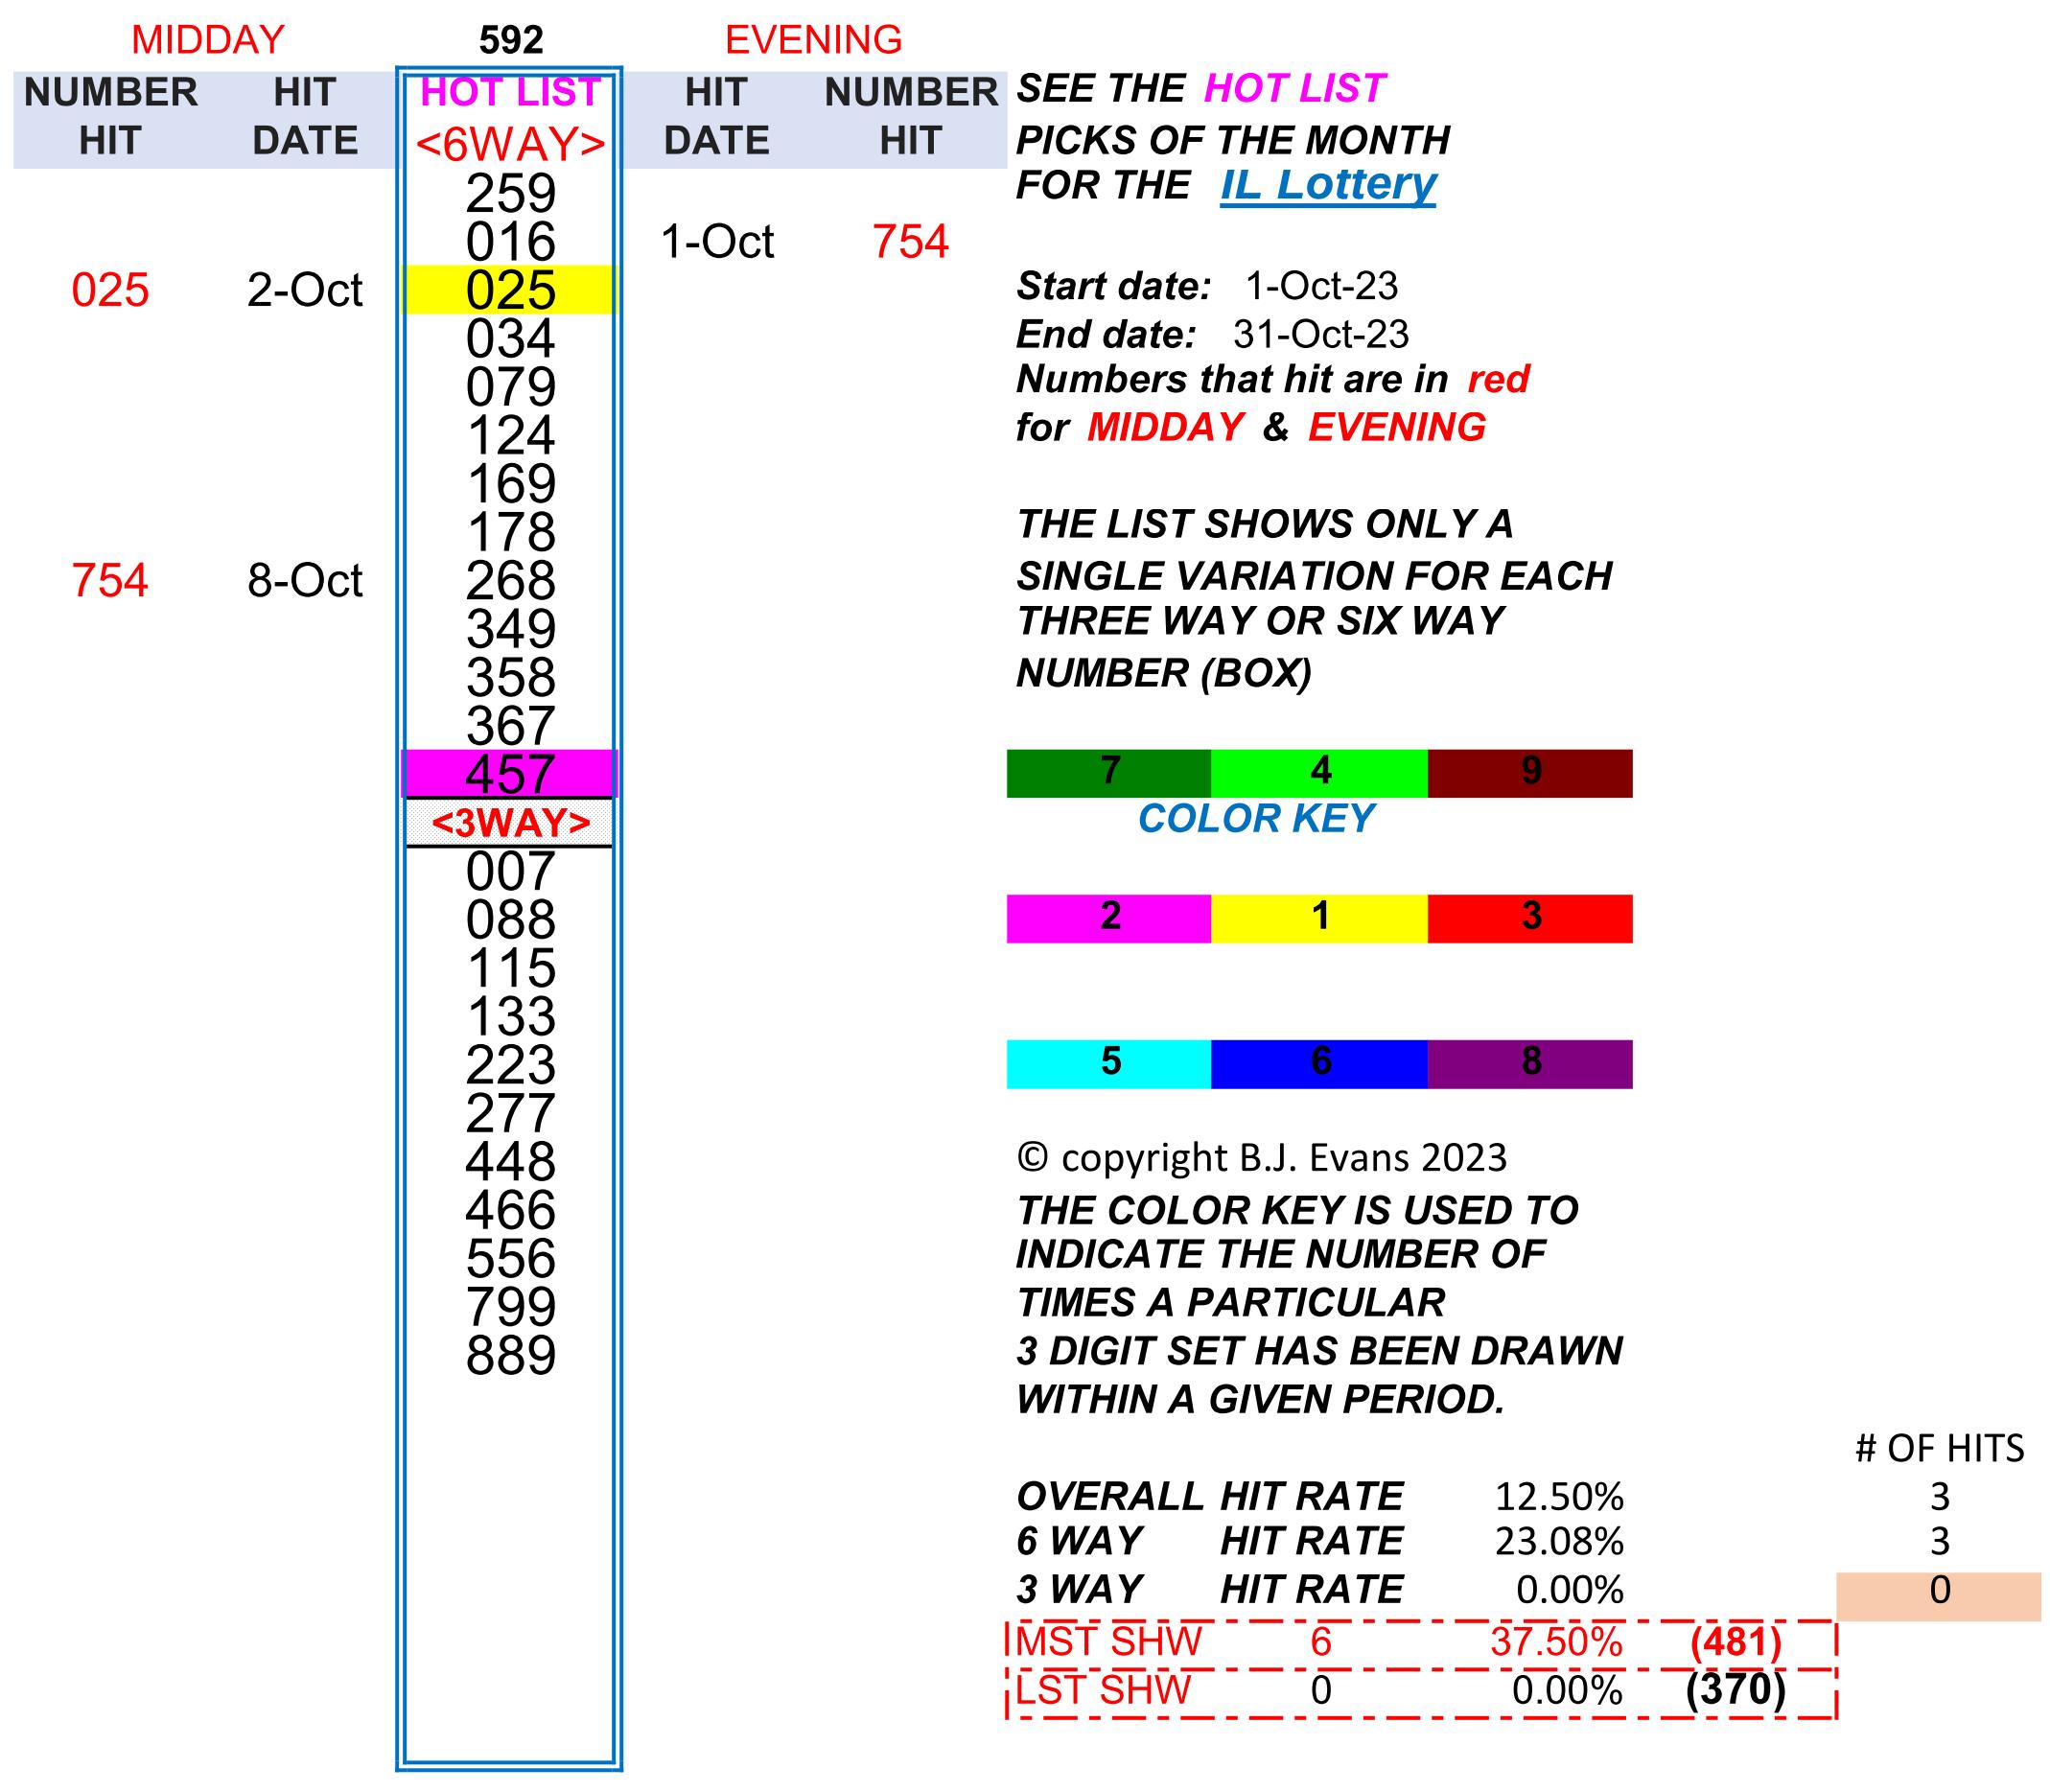 MIDDAY 592 EVENING
NUMBER HIT HOT LIST HIT NUMBER
HIT DATE <6WAY> DATE HIT
259
016 1-Oct 754
025 2-Oct 025
034
079
124
169
178
754 8-Oct 268
349
358
367
457
<3WAY>
007
088
115
133
223
277
448
466
556
799
889
SEE THE HOT LIST
PICKS OF THE MONTH
FOR THE IL Lottery
Start date: 1-Oct-23
End date: 31-Oct-23
Numbers that hit are in red
for MIDDAY & EVENING
THE LIST SHOWS ONLY A
SINGLE VARIATION FOR EACH
THREE WAY OR SIX WAY
NUMBER (BOX)
7 4 9
COLOR KEY
2 1 3
5 6 8
© copyright B.J. Evans 2023
THE COLOR KEY IS USED TO
INDICATE THE NUMBER OF
TIMES A PARTICULAR
3 DIGIT SET HAS BEEN DRAWN
WITHIN A GIVEN PERIOD.
# OF HITS
OVERALL HIT RATE 12.50% 3
6 WAY HIT RATE 23.08% 3
3 WAY HIT RATE 0.00% 0
MST SHW 6 37.50% (481)
LST SHW 0 0.00% (370)